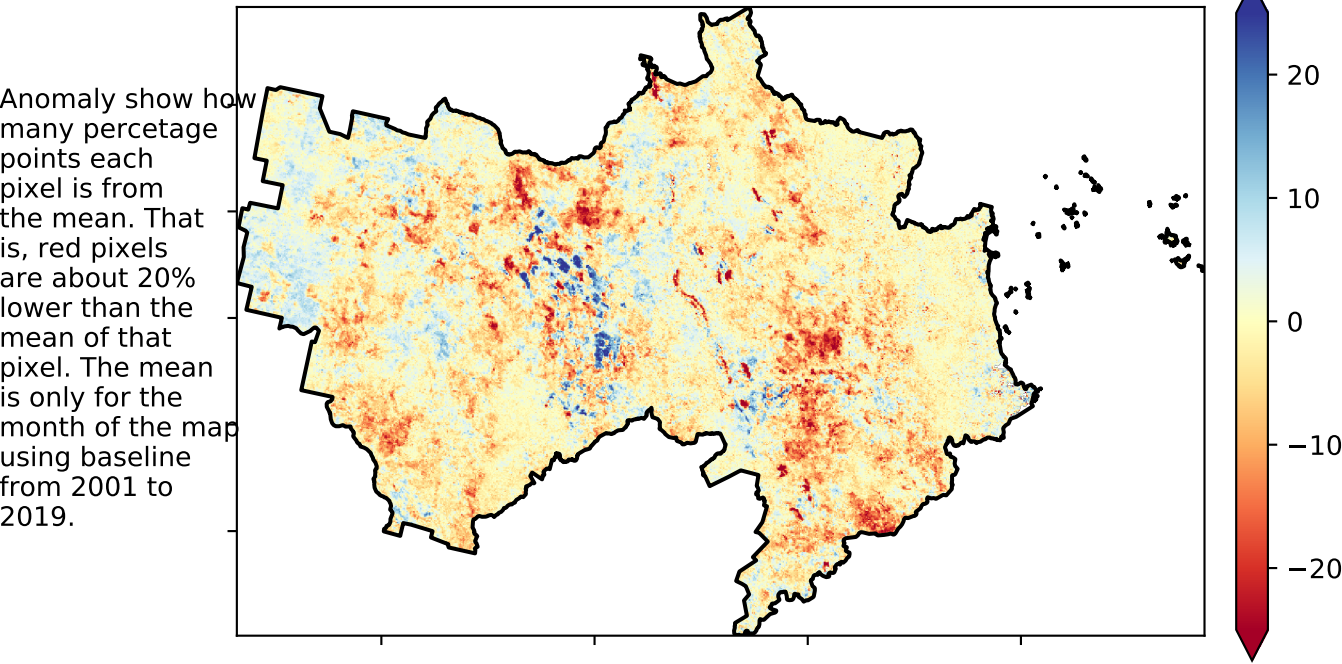 Anomaly show how
many percetage
points each
pixel is from
the mean. That
is, red pixels
are about 20%
lower than the
mean of that
pixel. The mean
is only for the
month of the map
using baseline
from 2001 to
2019.
20
10
0
−10
−20